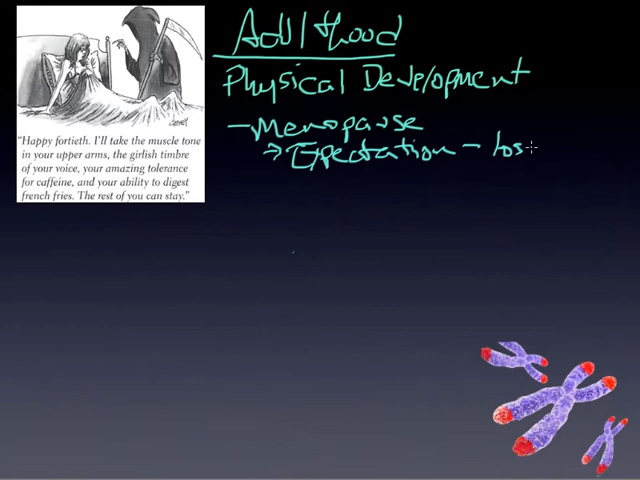 Adulthood
Physical Development
- Menopause
→ Expectation - los
"Happy fortieth. I'll take the muscle tone
in your upper arms, the girlish timbre
of your voice, your amazing tolerance
for caffeine, and your ability to digest
french fries. The rest of you can stay."